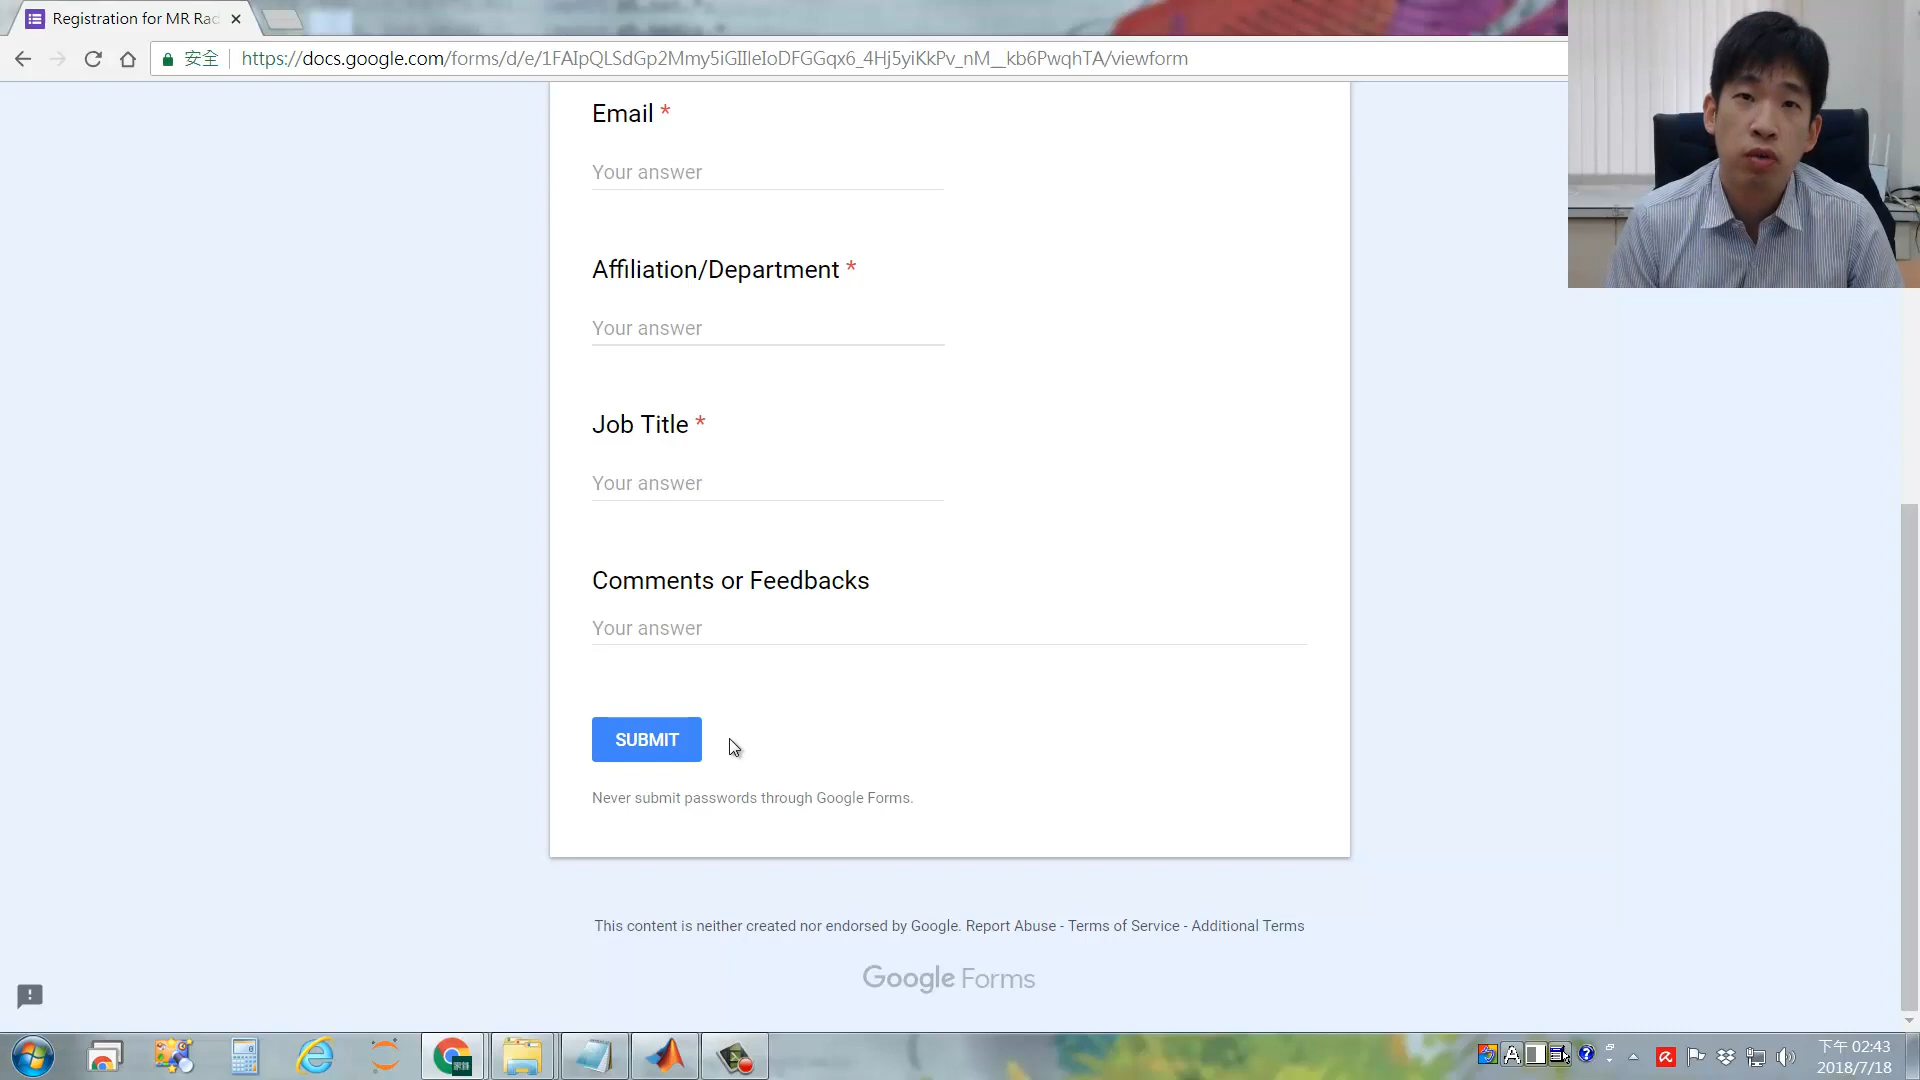 Registration for MR Rad
安全
https://docs.google.com/forms/d/e/1FAIpQLSdGp2Mmy5iGIIleIoDFGGqx6_4Hj5yiKkPv_nM__kb6PwqhTA/viewform
Email *
Your answer
Affiliation/Department *
Your answer
Job Title *
Your answer
Comments or Feedbacks
Your answer
SUBMIT
Never submit passwords through Google Forms.
This content is neither created nor endorsed by Google. Report Abuse - Terms of Service - Additional Terms
Google Forms
A
下午 02:43
2018/7/18